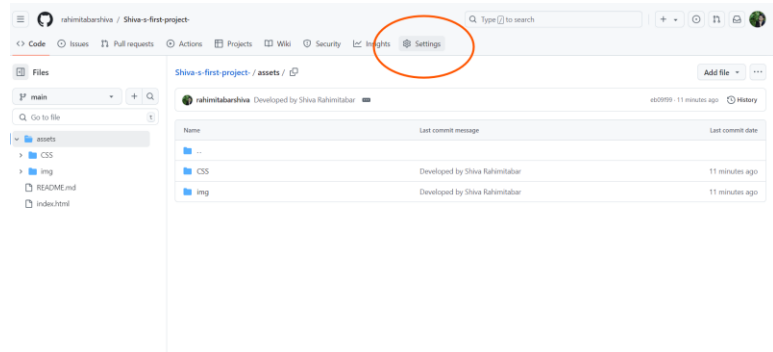 rahimitabarshiva / Shiva-s-first-project-
Type / to search
Code Issues Pull requests Actions Projects Wiki Security Insights Settings
Files
Shiva-s-first-project- / assets /
Add file
main
rahimitabarshiva Developed by Shiva Rahimitabar
eb09f99 · 11 minutes ago History
Go to file t
Name Last commit message Last commit date
assets
..
CSS
CSS Developed by Shiva Rahimitabar 11 minutes ago
img
img Developed by Shiva Rahimitabar 11 minutes ago
README.md
index.html